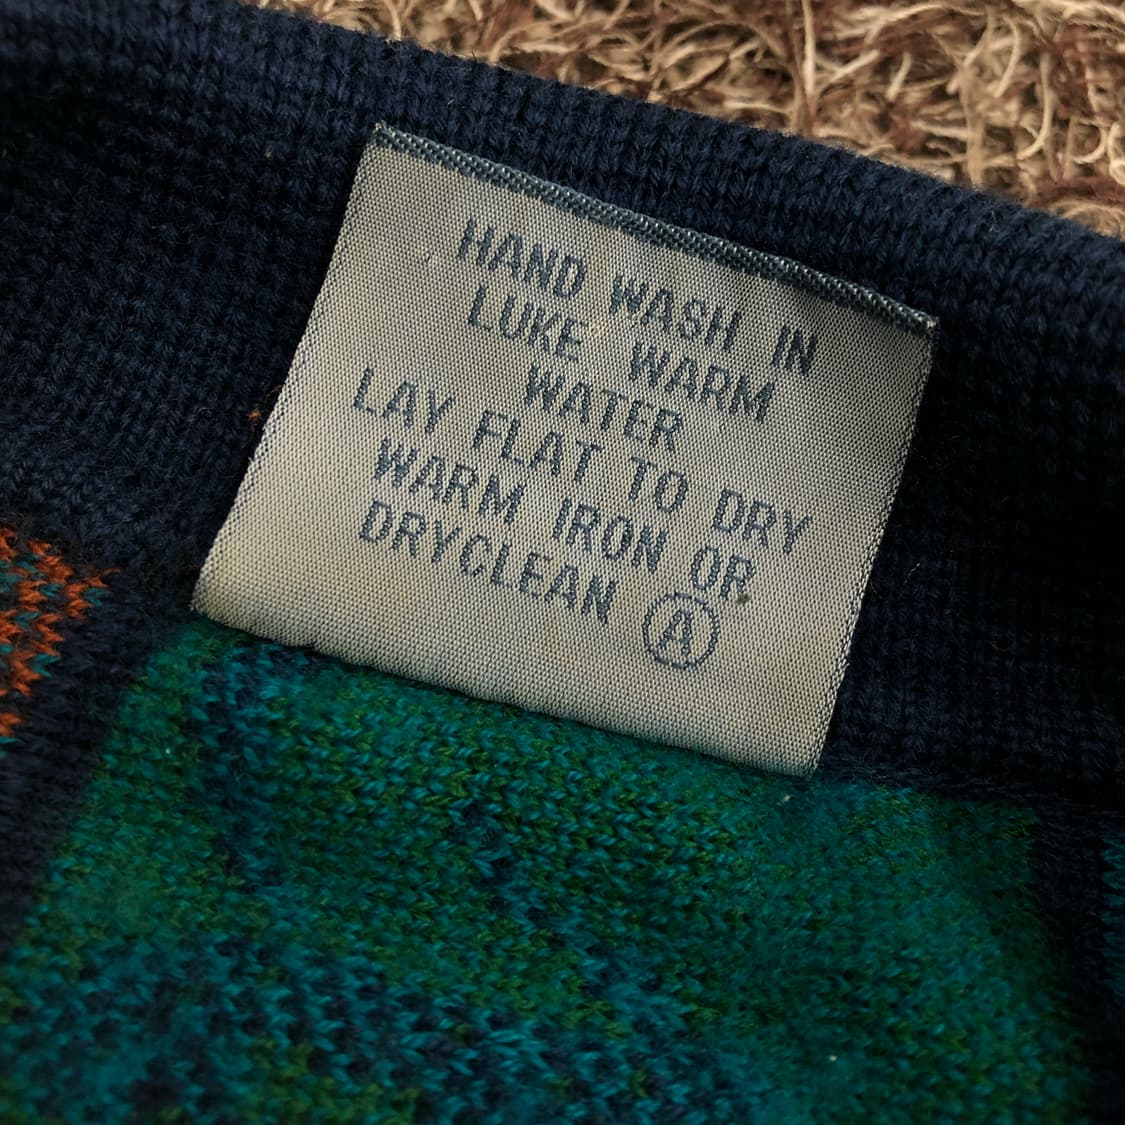 HAND WASH IN
LUKE WARM
WATER
LAY FLAT TO DRY
WARM IRON OR
DRYCLEAN Ⓐ